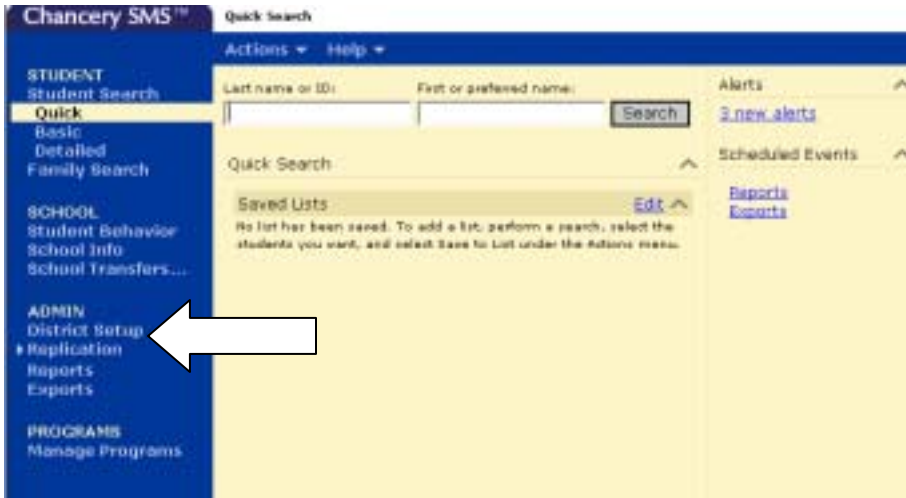 Chancery SMS™
Quick Search
Actions Help
STUDENT
Student Search
Quick
Basic
Detailed
Family Search
SCHOOL
Student Behavior
School Info
School Transfers...
ADMIN
District Setup
Replication
Reports
Exports
PROGRAMS
Manage Programs
Last name or ID:
First or preferred name:
Search
Quick Search
Saved Lists
Edit
No list has been saved. To add a list, perform a search, select the
students you want, and select Save to List under the Actions menu.
Alerts
3 new alerts
Scheduled Events
Reports
Exports